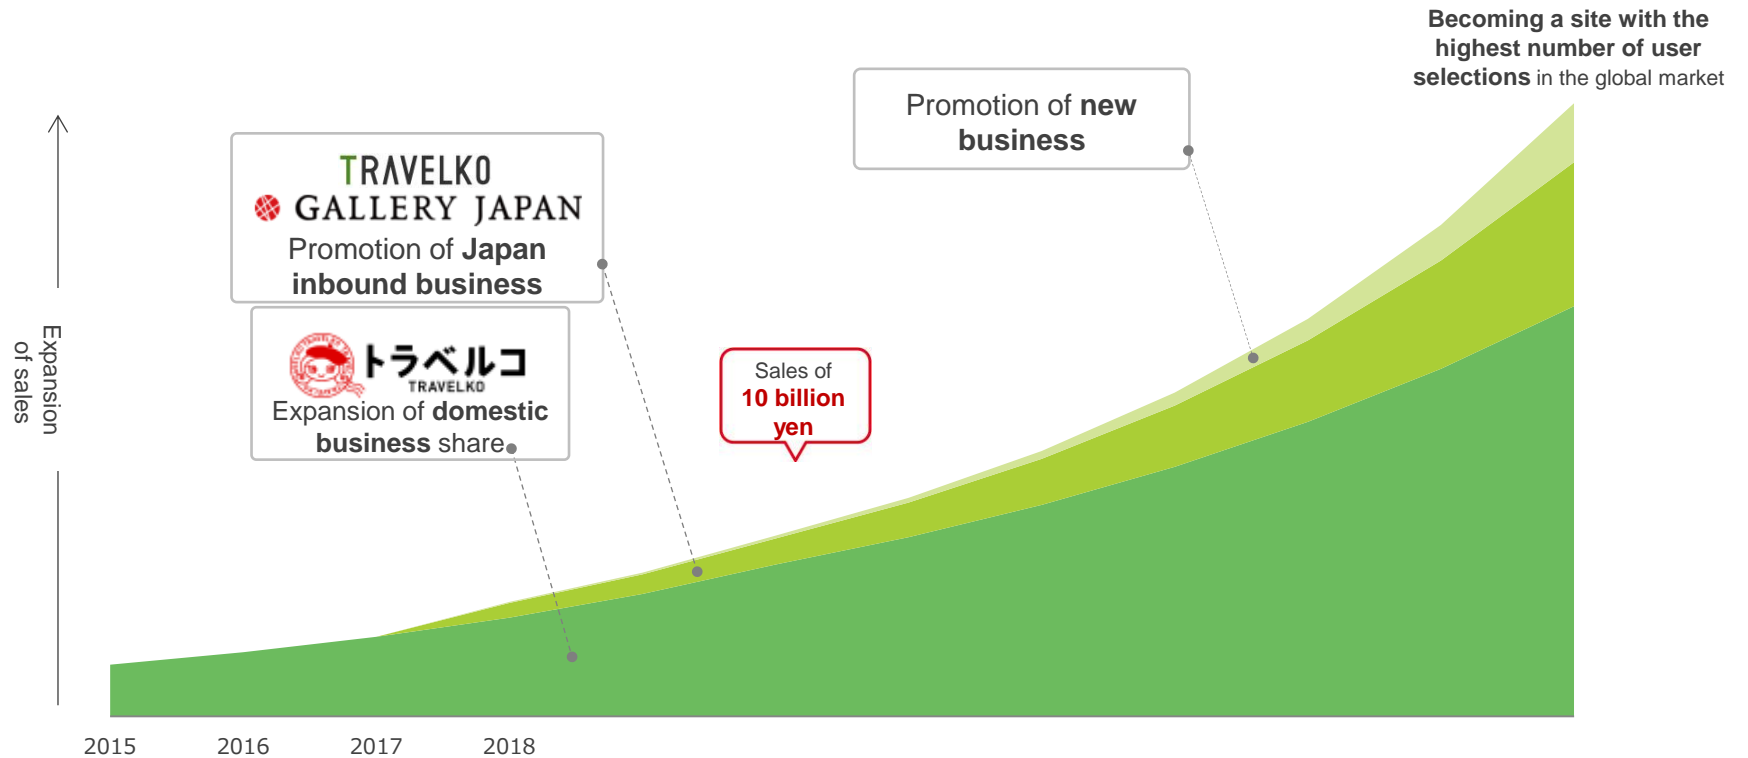 Becoming a site with the
highest number of user
selections in the global market
Promotion of new
business
TRAVELKO
GALLERY JAPAN
Promotion of Japan
inbound business
トラベルコ
TRAVELKO
Expansion of domestic
business share
Sales of
10 billion
yen
Expansion
of sales
2015 2016 2017 2018